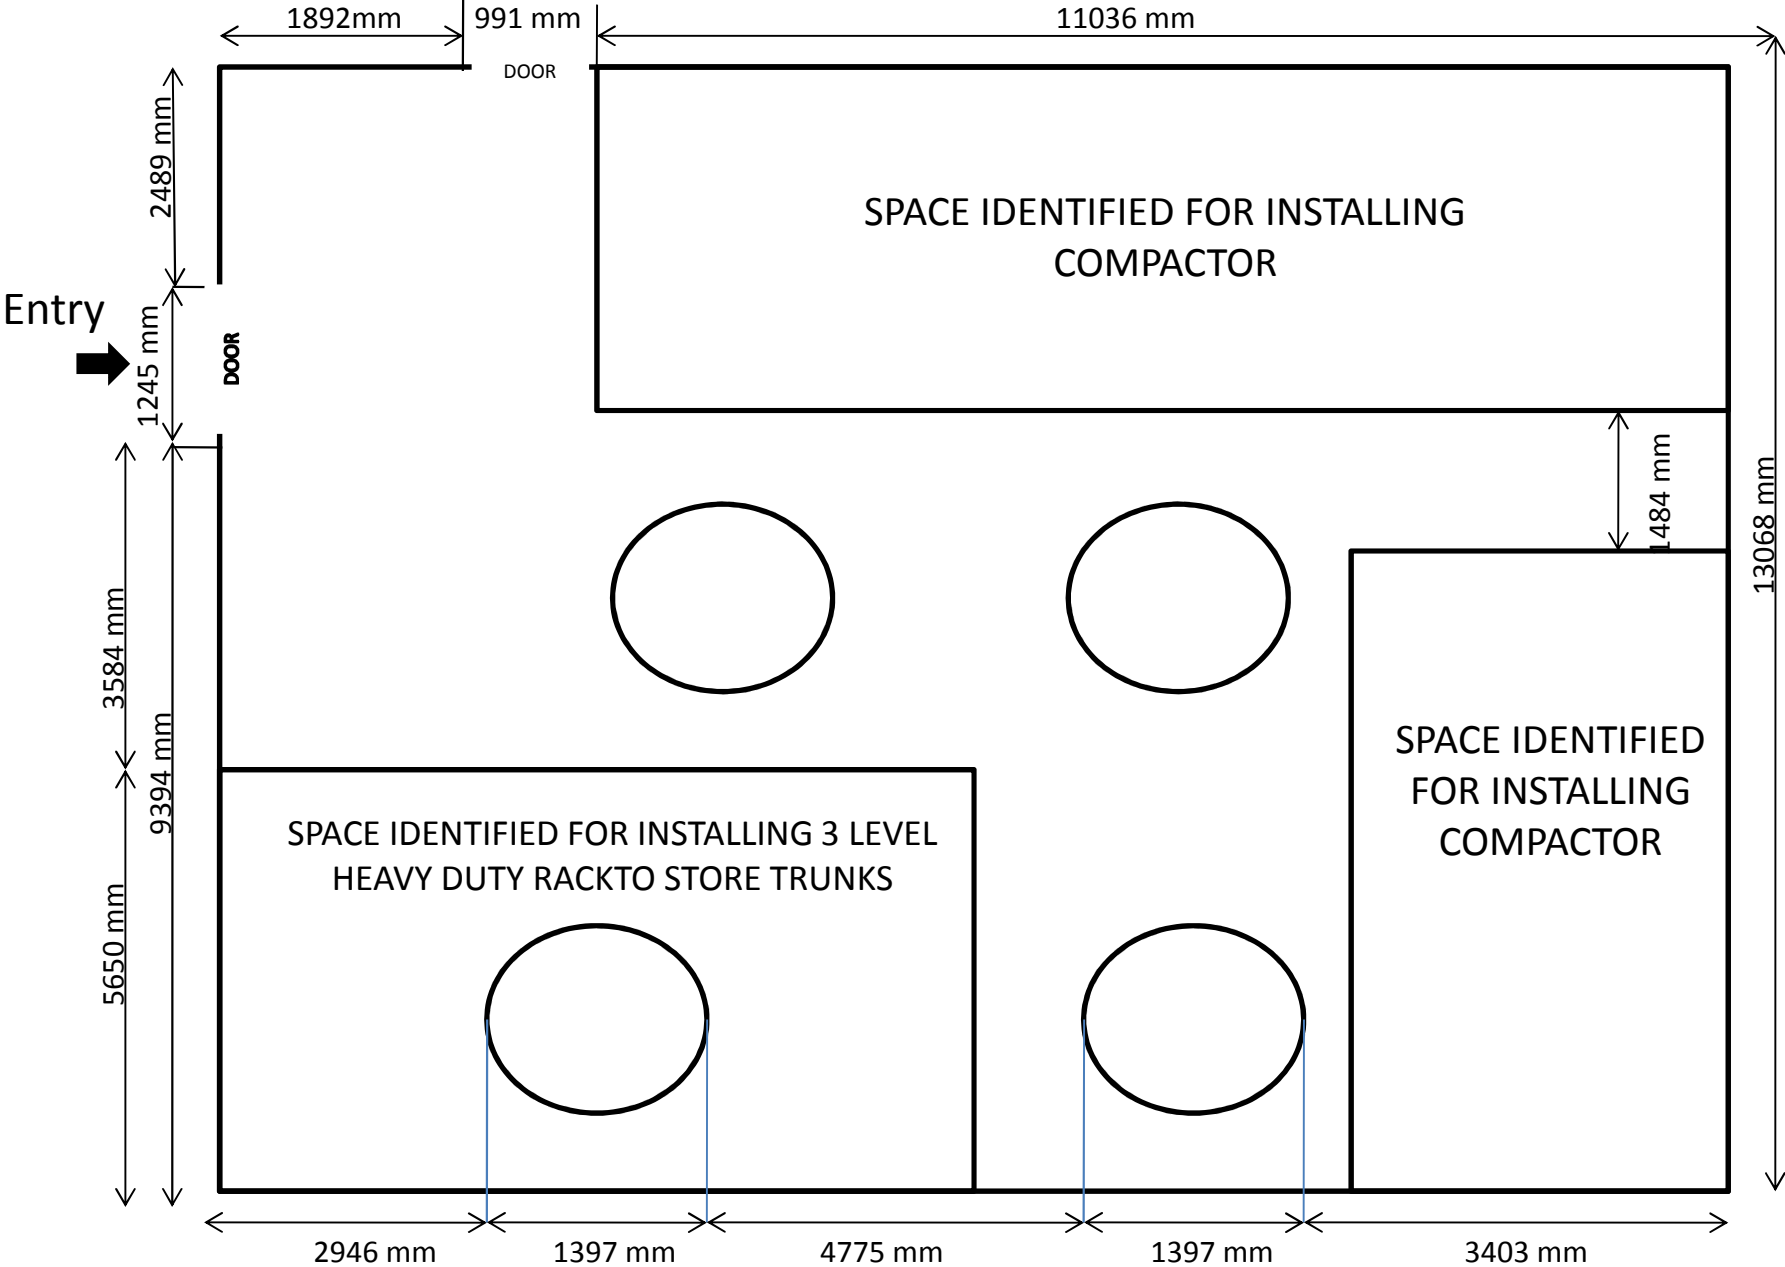 1892mm
991 mm
11036 mm
DOOR
2489 mm
SPACE IDENTIFIED FOR INSTALLING
COMPACTOR
Entry
1245 mm
DOOR
1484 mm
13068 mm
3584 mm
9394 mm
SPACE IDENTIFIED
FOR INSTALLING
COMPACTOR
SPACE IDENTIFIED FOR INSTALLING 3 LEVEL
HEAVY DUTY RACKTO STORE TRUNKS
5650 mm
2946 mm
1397 mm
4775 mm
1397 mm
3403 mm